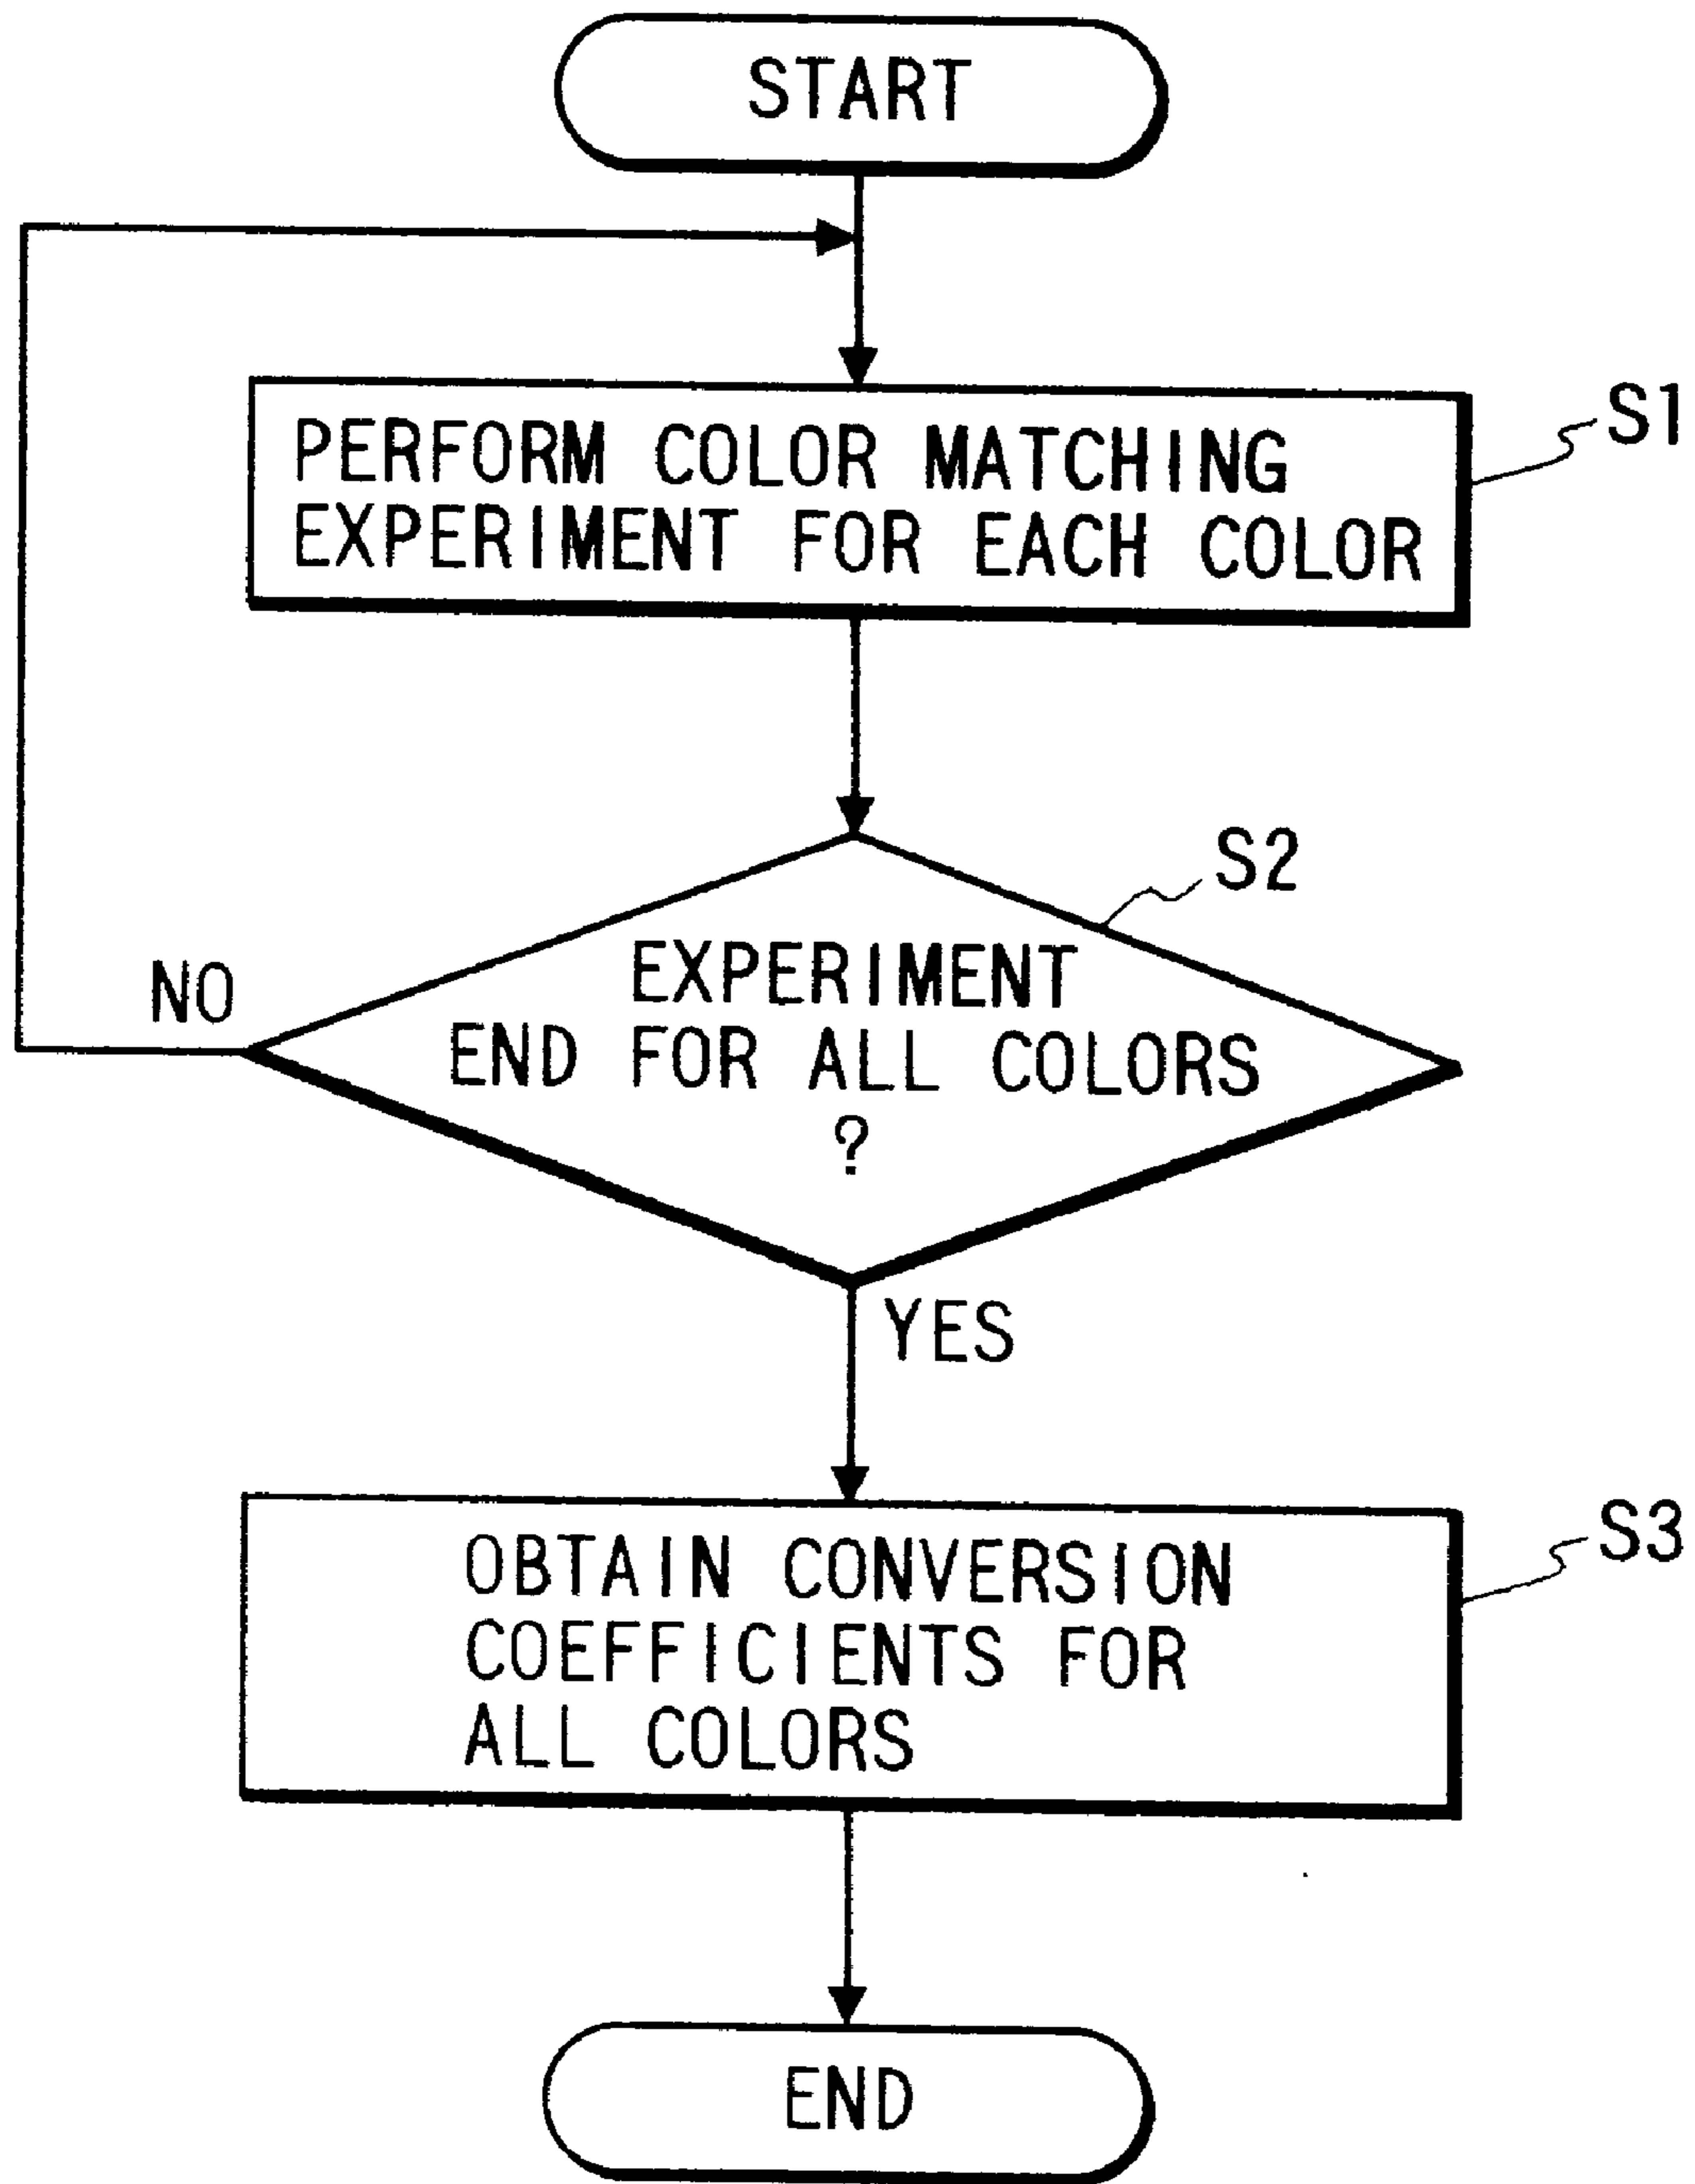 START
PERFORM COLOR MATCHING
EXPERIMENT FOR EACH COLOR
S1
S2
EXPERIMENT
END FOR ALL COLORS
?
NO
YES
OBTAIN CONVERSION
COEFFICIENTS FOR
ALL COLORS
S3
END